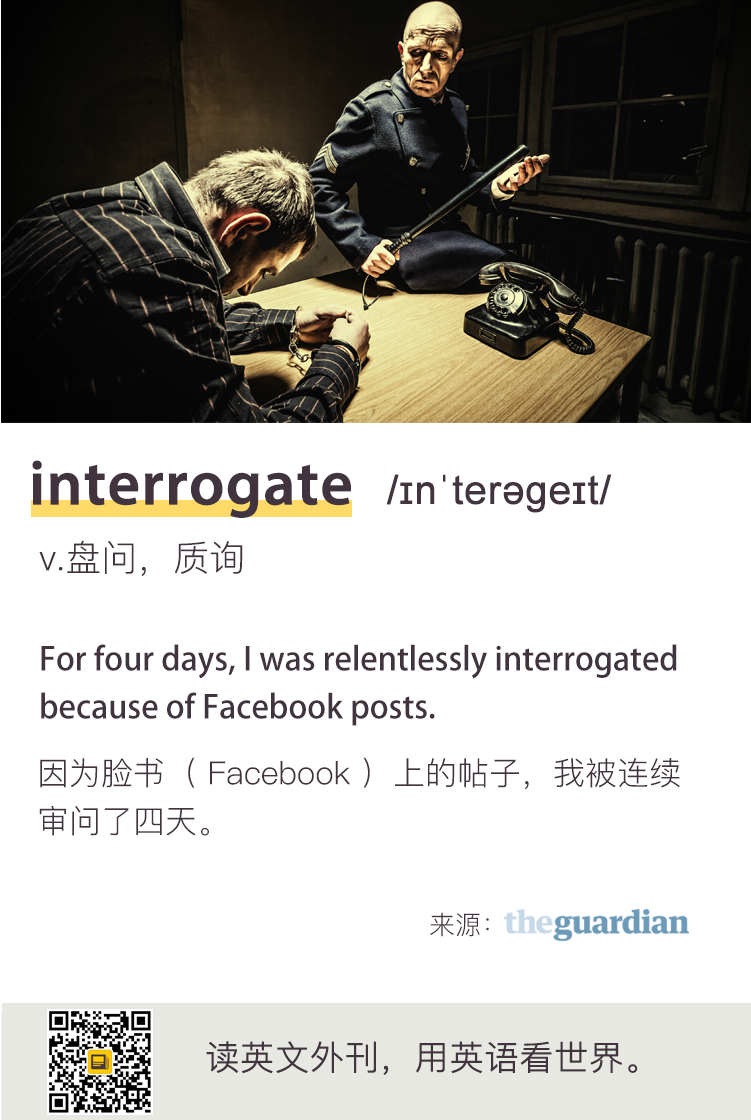 interrogate /ɪnˈterəgeɪt/
v.盘问，质询
For four days, I was relentlessly interrogated
because of Facebook posts.
因为脸书（ Facebook ）上的帖子，我被连续
审问了四天。
来源：theguardian
读英文外刊，用英语看世界。